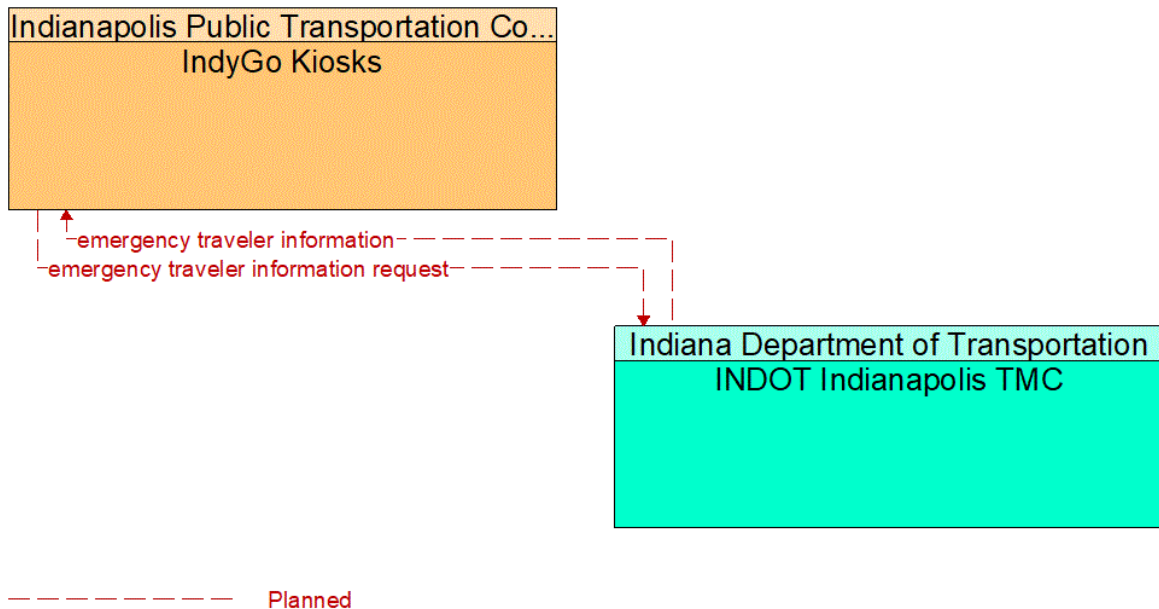 Indianapolis Public Transportation Co...
IndyGo Kiosks
emergency traveler information
emergency traveler information request
Indiana Department of Transportation
INDOT Indianapolis TMC
Planned